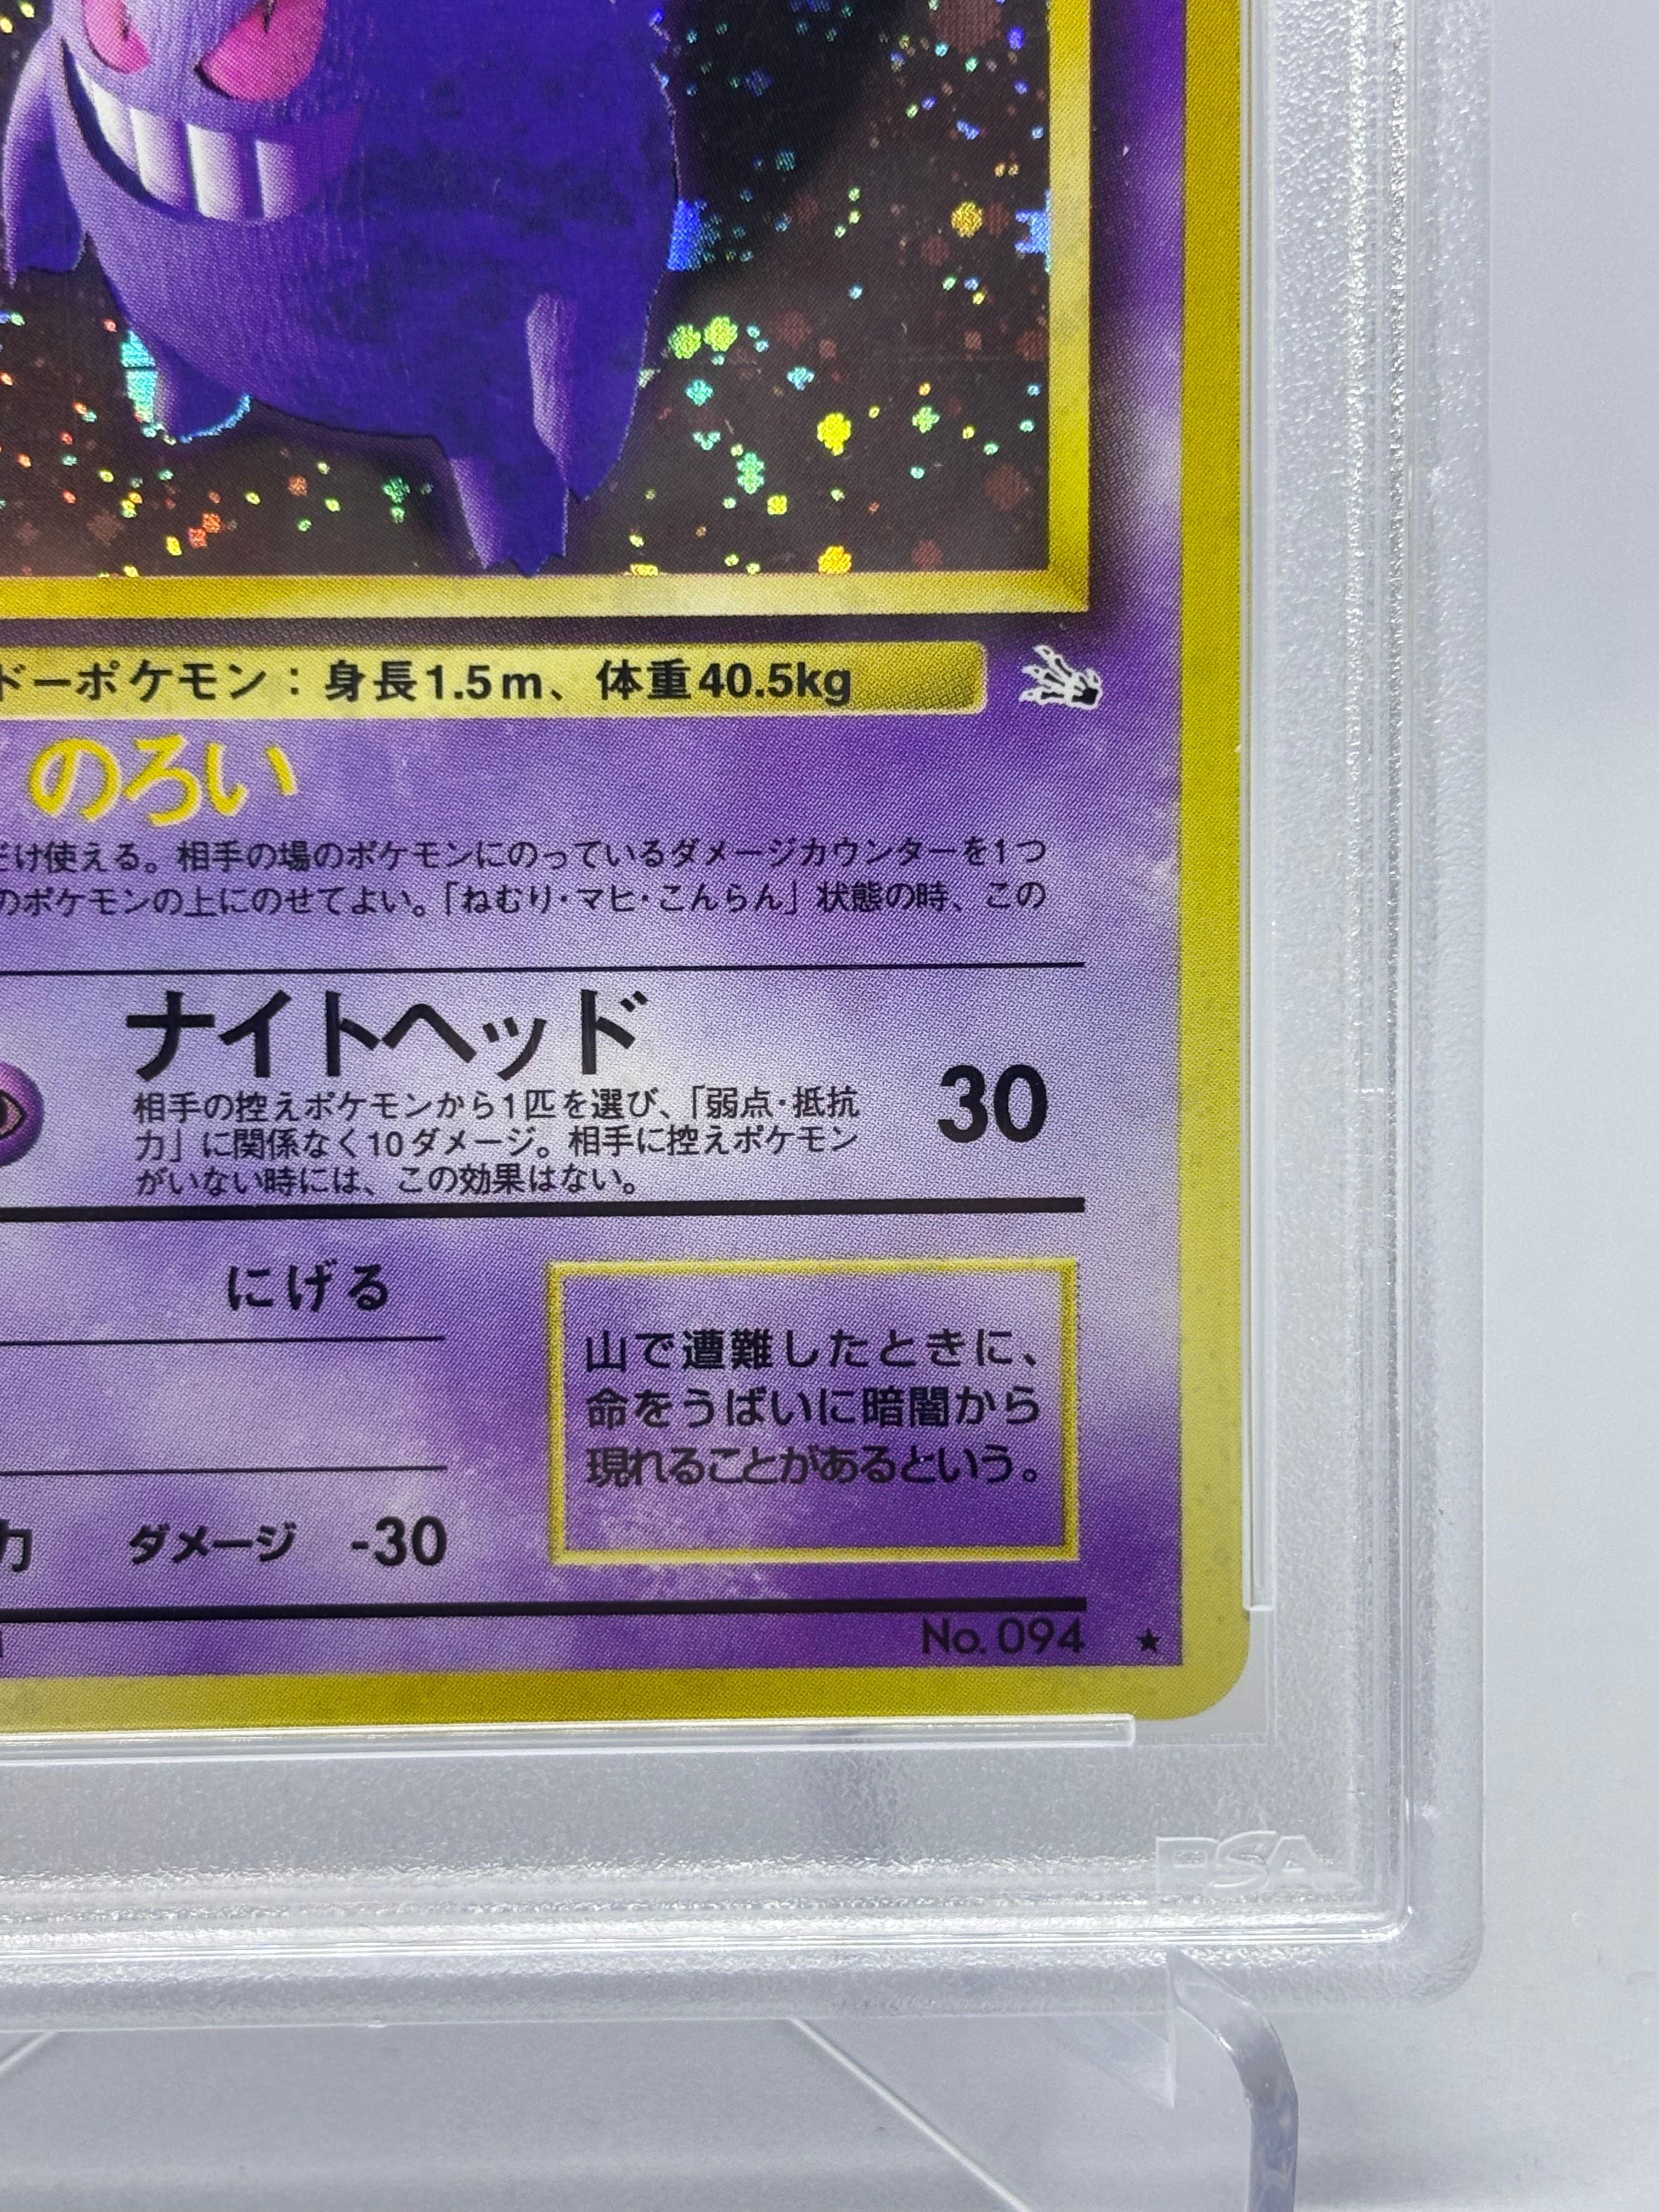 ドーポケモン：身長1.5m、体重40.5kg
のろい
だけ使える。相手の場のポケモンにのっているダメージカウンターを1つ
のポケモンの上にのせてよい。「ねむり・マヒ・こんらん」状態の時、この
ナイトヘッド
相手の控えポケモンから1匹を選び、「弱点・抵抗
力」に関係なく10ダメージ。相手に控えポケモン
がいない時には、この効果はない。
30
にげる
山で遭難したときに、
命をうばいに暗闇から
現れることがあるという。
力 ダメージ -30
No. 094 ★
PSA